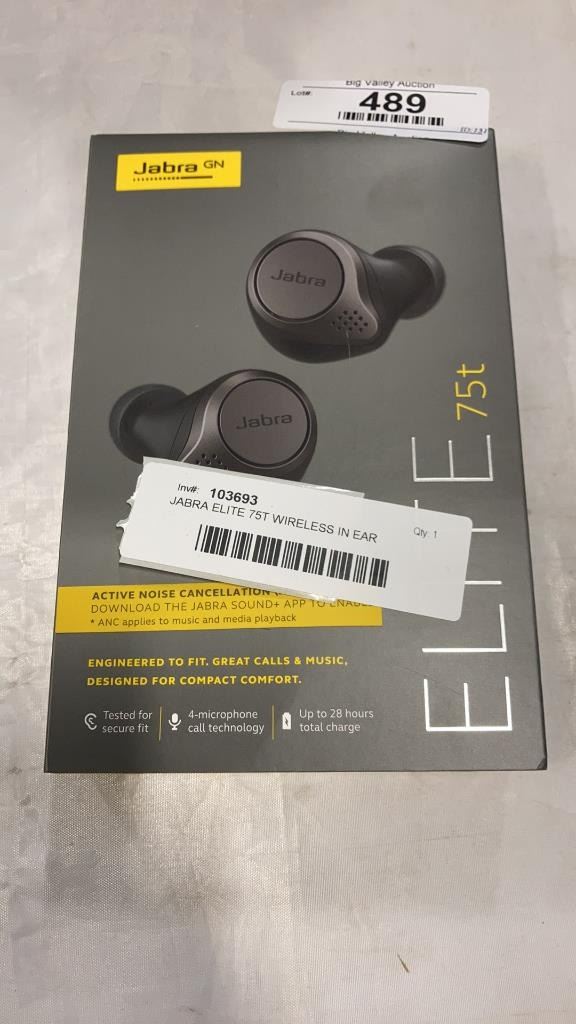 Big Valley Auction
Lot#:
489
Jabra GN
Jabra
Jabra
ELITE 75t
Inv#: 103693
JABRA ELITE 75T WIRELESS IN EAR
Qty: 1
ACTIVE NOISE CANCELLATION
DOWNLOAD THE JABRA SOUND+ APP TO ENABLE
* ANC applies to music and media playback
ENGINEERED TO FIT. GREAT CALLS & MUSIC,
DESIGNED FOR COMPACT COMFORT.
Tested for
secure fit
4-microphone
call technology
Up to 28 hours
total charge